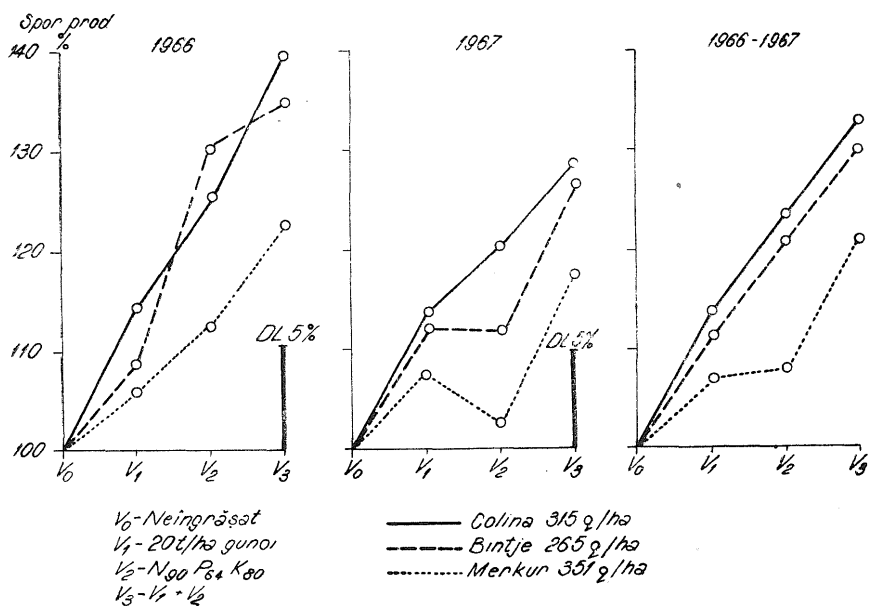 Spor prod
%
1966
1967
1966-1967
140
130
120
110
100
DL 5%
DL 5%
V0 V1 V2 V3
V0 V1 V2 V3
V0 V1 V2 V3
V0-Neîngrășat
V1-20t/ha gunoi
V2-N90 P64 K80
V3-V1+V2
Colina 315 q/ha
Bintje 265 q/ha
Merkur 351 q/ha